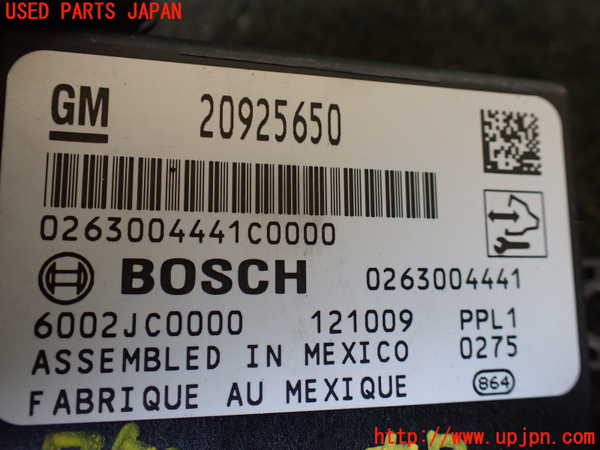 USED PARTS JAPAN
GM 20925650
0263004441C0000
BOSCH 0263004441
6002JC0000 121009 PPL1
ASSEMBLED IN MEXICO 0275
FABRIQUE AU MEXIQUE 864
http://www.upjpn.com/